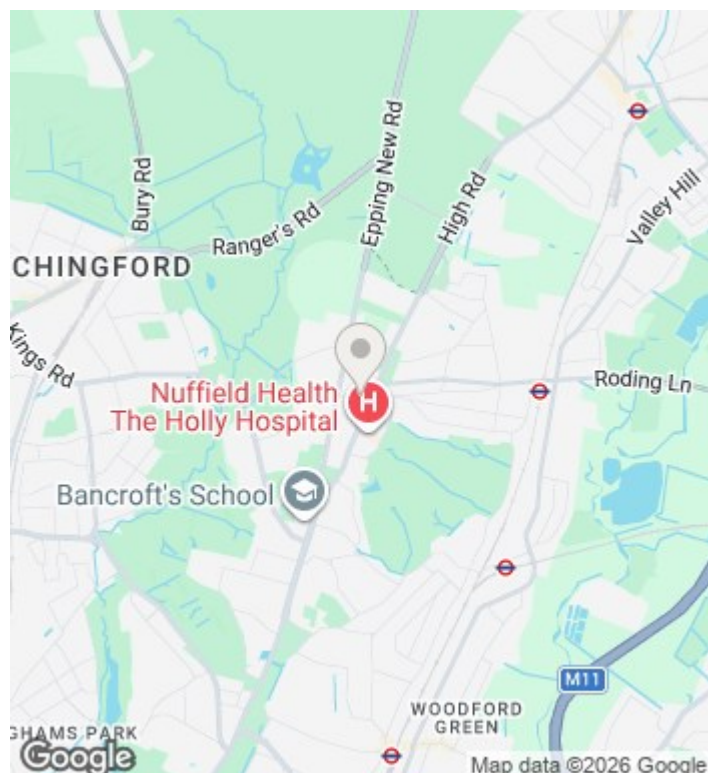 Bury Rd
Epping New Rd
Ranger's Rd
High Rd
Valley Hill
CHINGFORD
Kings Rd
Nuffield Health
The Holly Hospital
H
Roding Ln
Bancroft's School
M11
WOODFORD
GREEN
GHAMS PARK
Google
Map data ©2026 Google